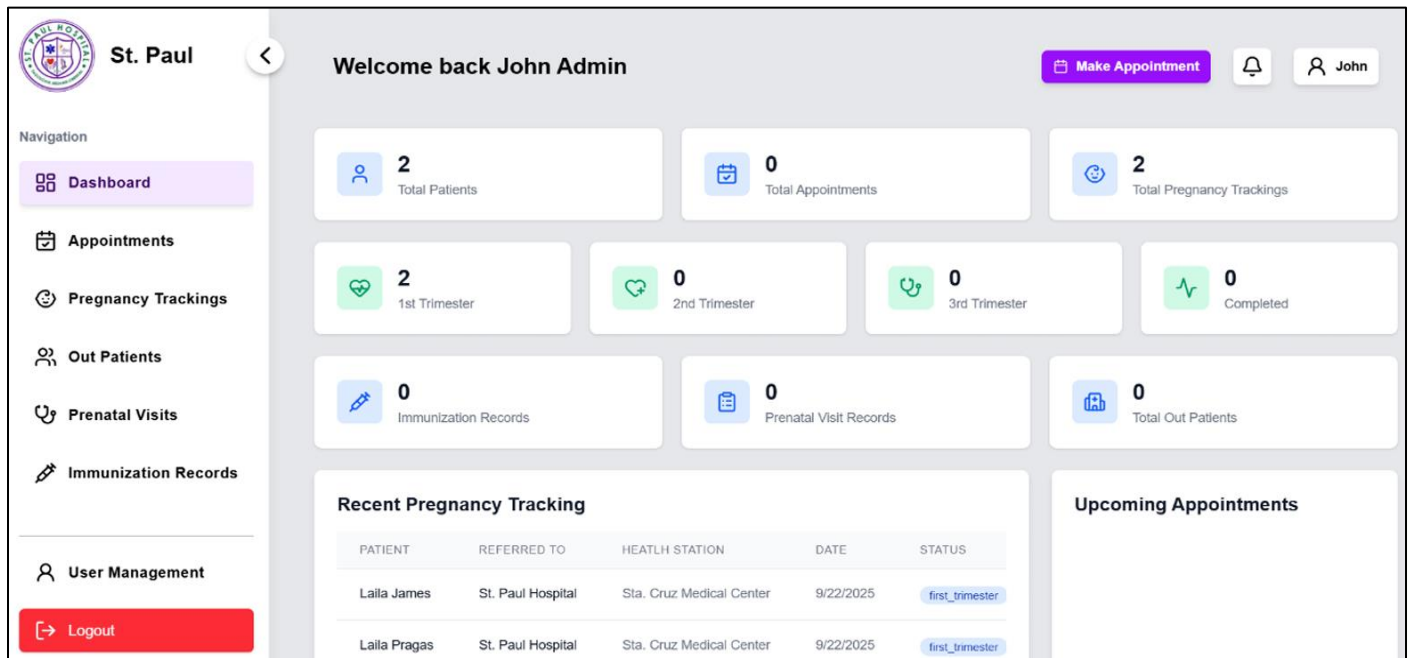 ST. PAUL HOSPITAL
St. Paul
Navigation
Dashboard
Appointments
Pregnancy Trackings
Out Patients
Prenatal Visits
Immunization Records
User Management
Logout
Welcome back John Admin
Make Appointment
John
2
Total Patients
0
Total Appointments
2
Total Pregnancy Trackings
2
1st Trimester
0
2nd Trimester
0
3rd Trimester
0
Completed
0
Immunization Records
0
Prenatal Visit Records
0
Total Out Patients
Recent Pregnancy Tracking
PATIENT REFERRED TO HEATLH STATION DATE STATUS
Laila James St. Paul Hospital Sta. Cruz Medical Center 9/22/2025 first_trimester
Laila Pragas St. Paul Hospital Sta. Cruz Medical Center 9/22/2025 first_trimester
Upcoming Appointments